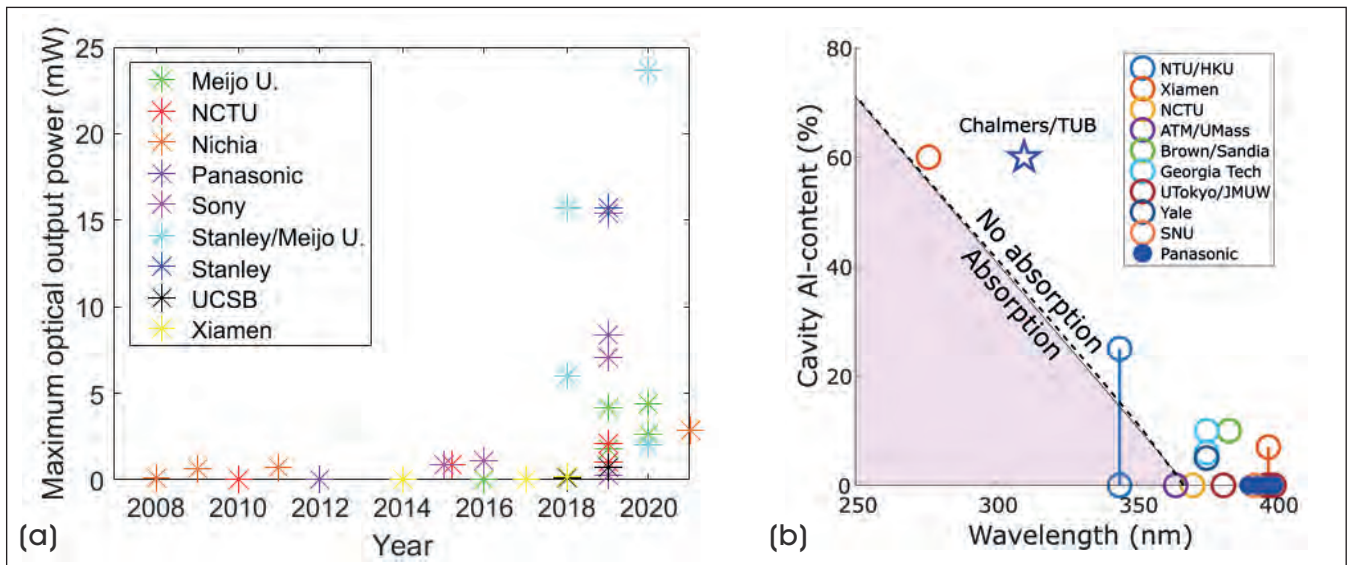 Maximum optical output power (mW)
25
20
15
10
5
0
Meijo U.
NCTU
Nichia
Panasonic
Sony
Stanley/Meijo U.
Stanley
UCSB
Xiamen
2008 2010 2012 2014 2016 2018 2020
Year
(a)
Cavity Al-content (%)
80
60
40
20
0
Chalmers/TUB
No absorption
Absorption
NTU/HKU
Xiamen
NCTU
ATM/UMass
Brown/Sandia
Georgia Tech
UTokyo/JMUW
Yale
SNU
Panasonic
250 300 350 400
Wavelength (nm)
(b)